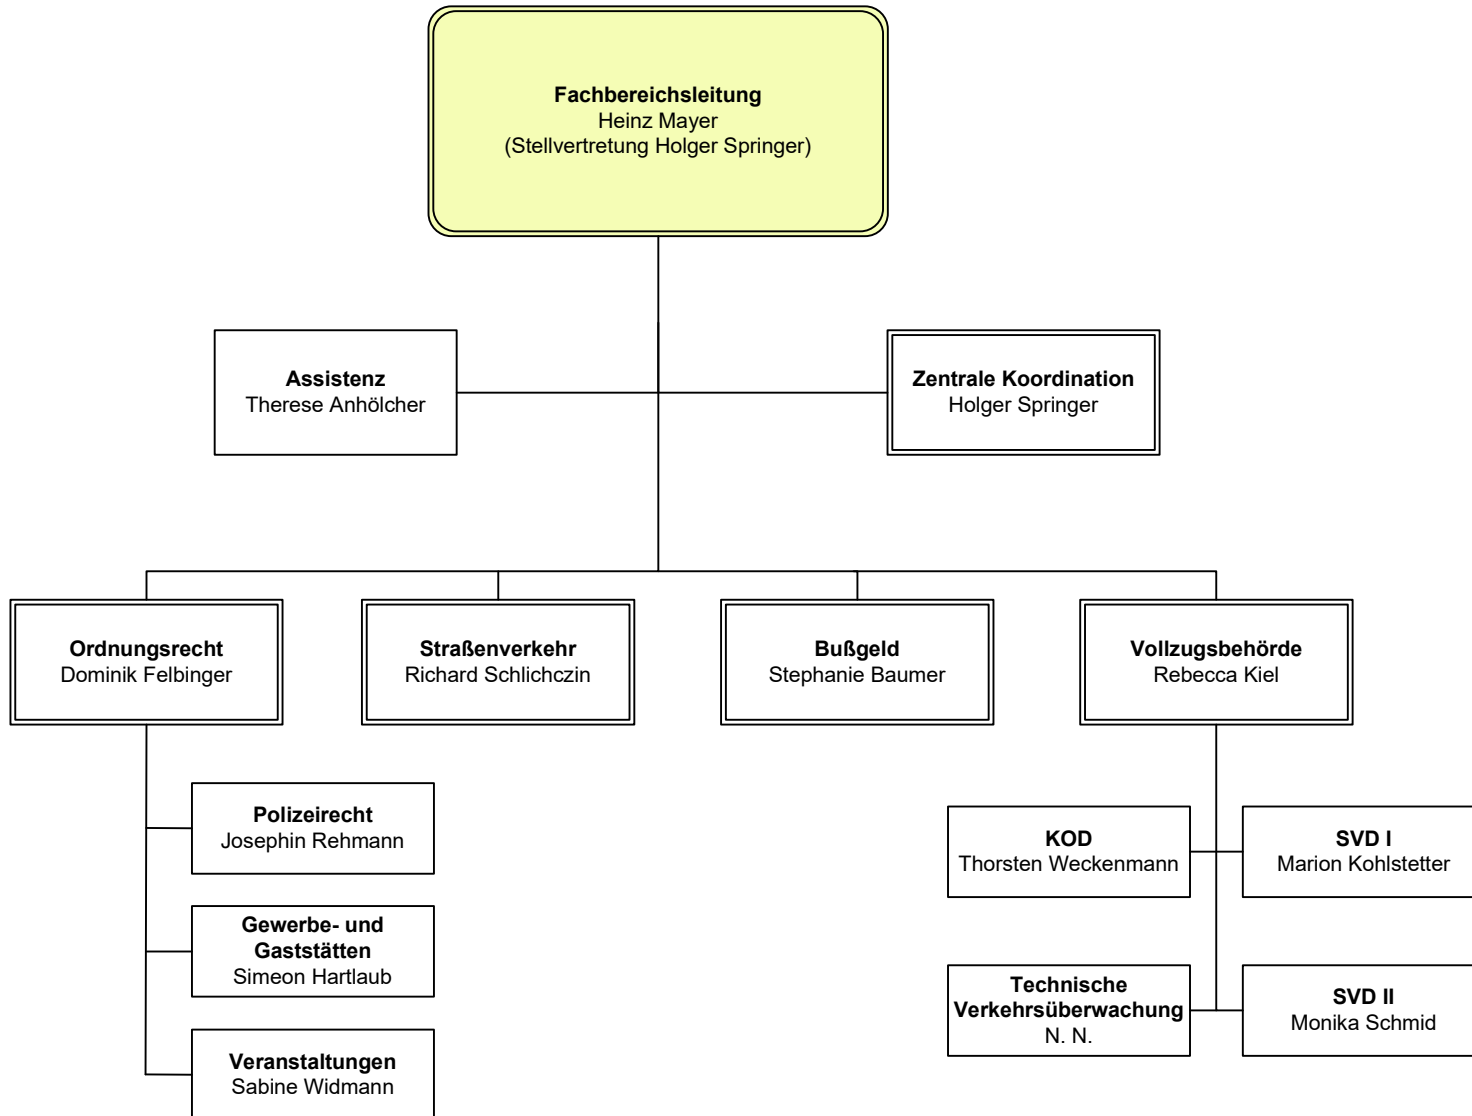 Fachbereichsleitung
Heinz Mayer
(Stellvertretung Holger Springer)
Assistenz
Therese Anhölcher
Zentrale Koordination
Holger Springer
Ordnungsrecht
Dominik Felbinger
Straßenverkehr
Richard Schlichczin
Bußgeld
Stephanie Baumer
Vollzugsbehörde
Rebecca Kiel
Polizeirecht
Josephin Rehmann
Gewerbe- und
Gaststätten
Simeon Hartlaub
Veranstaltungen
Sabine Widmann
KOD
Thorsten Weckenmann
SVD I
Marion Kohlstetter
Technische
Verkehrsüberwachung
N. N.
SVD II
Monika Schmid